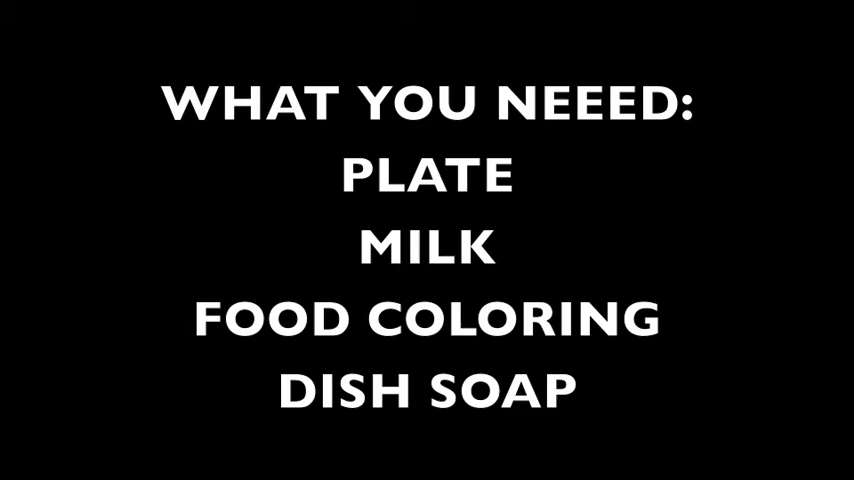 WHAT YOU NEEED:
PLATE
MILK
FOOD COLORING
DISH SOAP